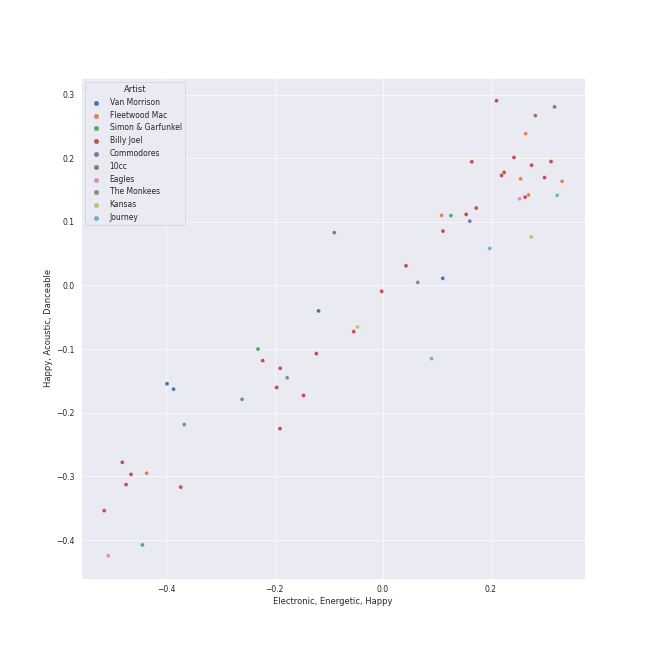 Artist
Van Morrison
Fleetwood Mac
Simon & Garfunkel
Billy Joel
Commodores
10cc
Eagles
The Monkees
Kansas
Journey
0.3
0.2
0.1
0.0
−0.1
−0.2
−0.3
−0.4
Happy, Acoustic, Danceable
−0.4
−0.2
0.0
0.2
Electronic, Energetic, Happy